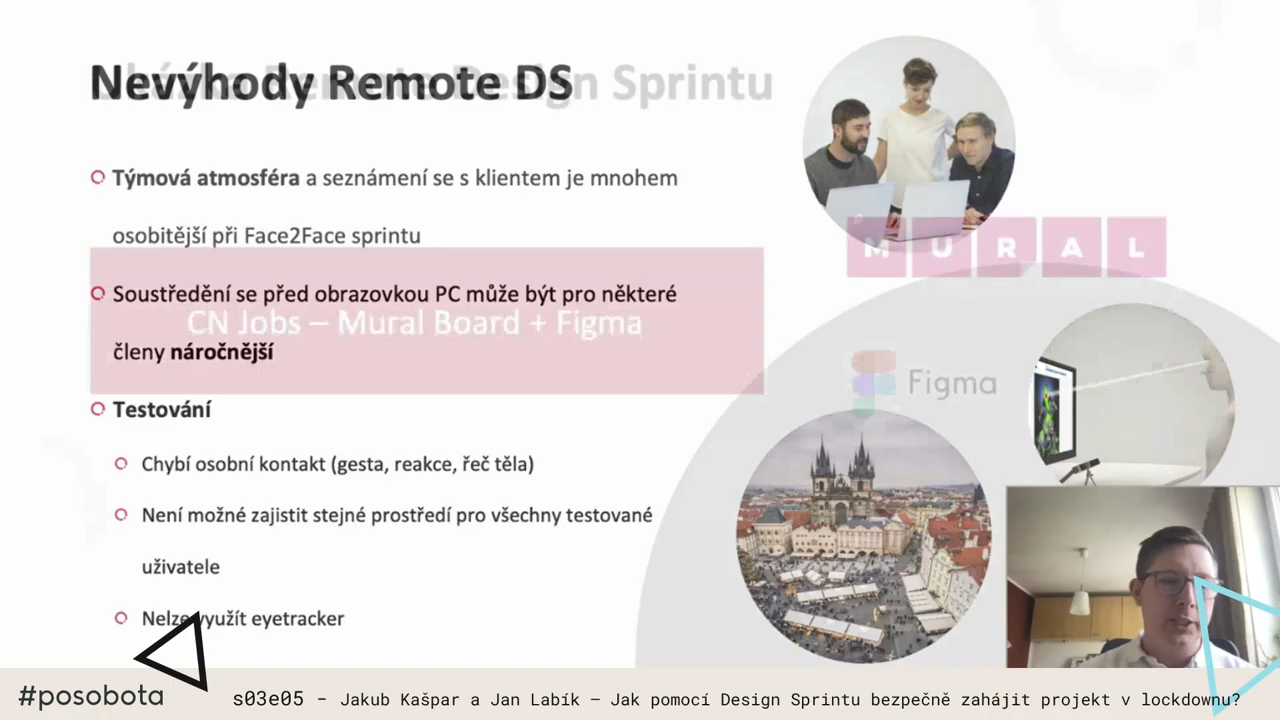 Nevýhody Remote DS
Ukázka Remote Design Sprintu
Týmová atmosféra a seznámení se s klientem je mnohem
osobitější při Face2Face sprintu
MURAL
Soustředění se před obrazovkou PC může být pro některé
CN Jobs – Mural Board + Figma
členy náročnější
Figma
Testování
Chybí osobní kontakt (gesta, reakce, řeč těla)
Není možné zajistit stejné prostředí pro všechny testované
uživatele
Nelze využít eyetracker
#posobota
s03e05 – Jakub Kašpar a Jan Labík – Jak pomocí Design Sprintu bezpečně zahájit projekt v lockdownu?